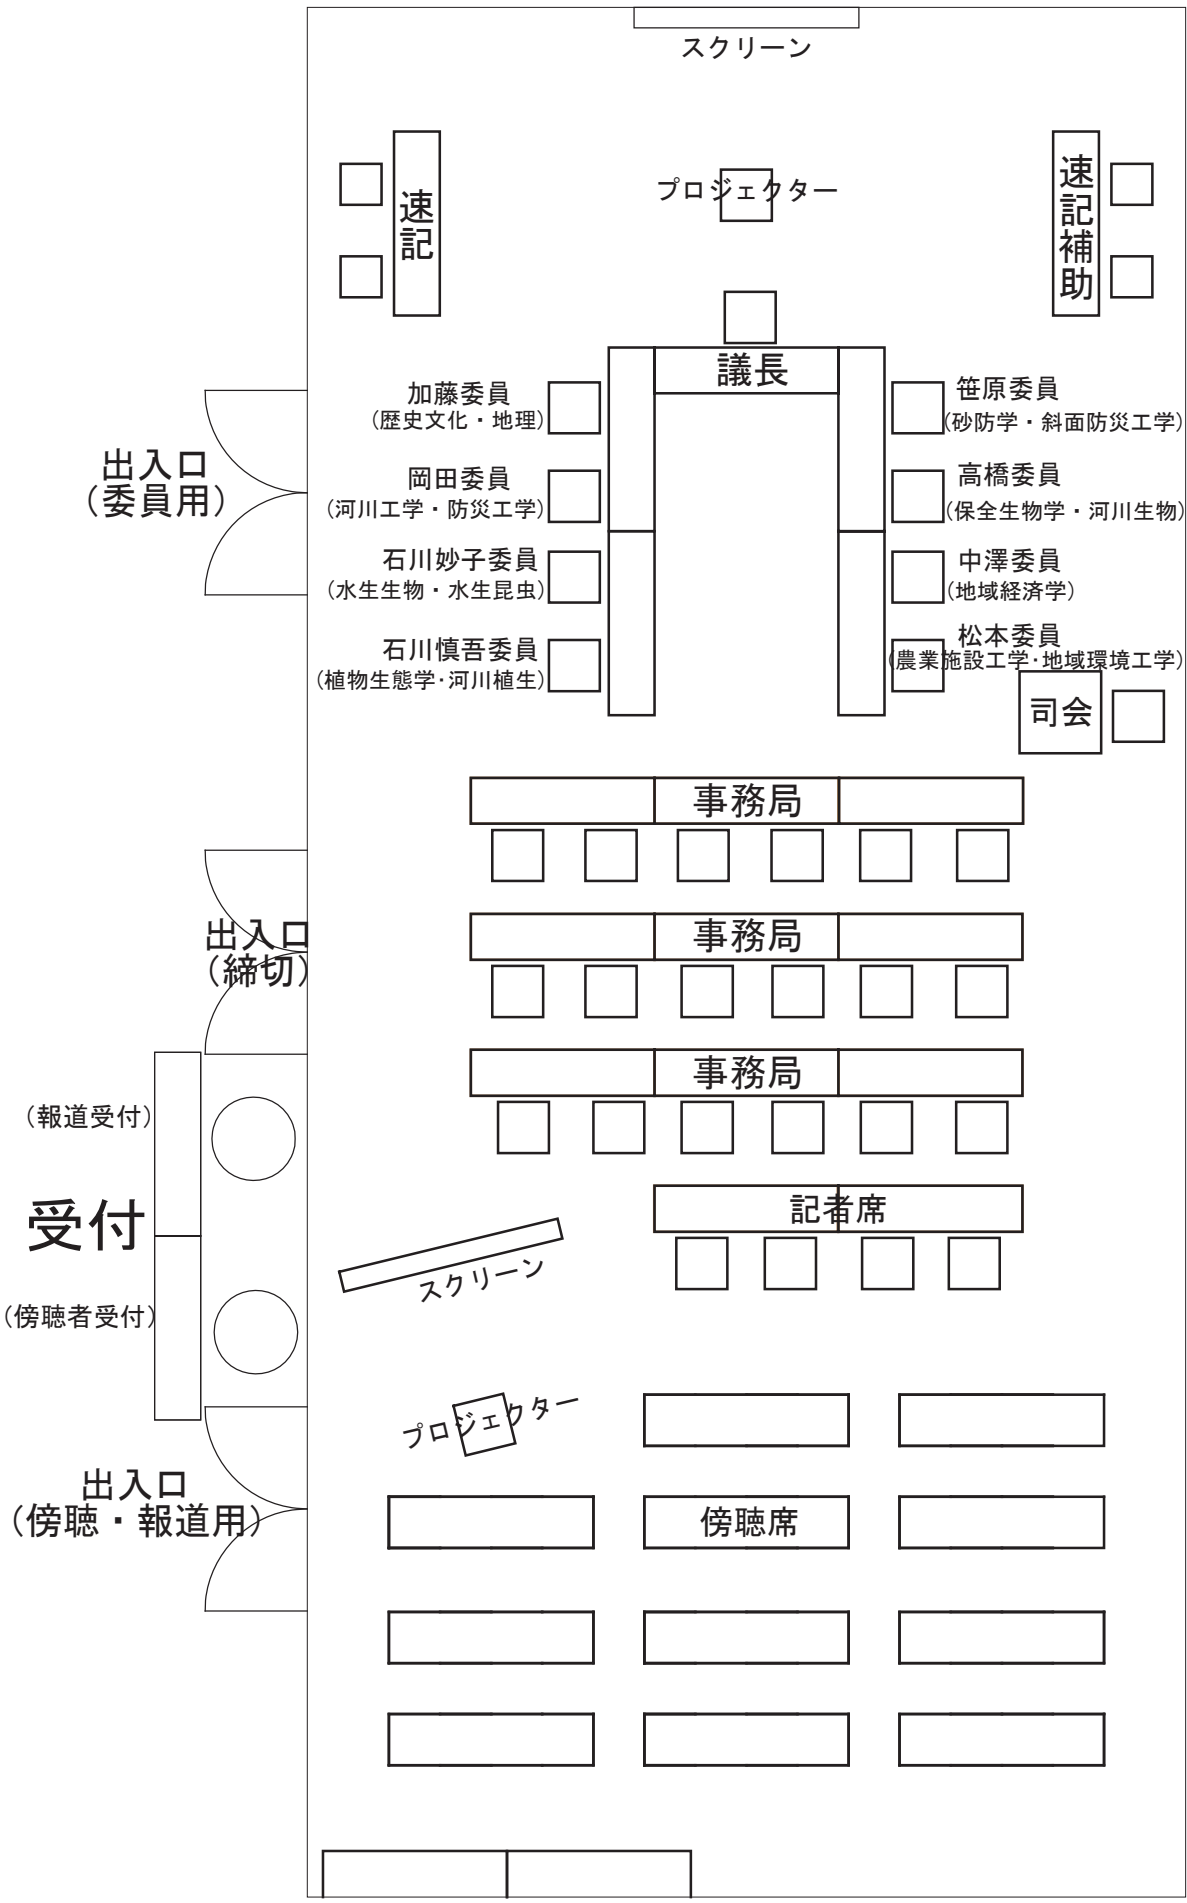 スクリーン
速記
プロジェクター
速記補助
議長
加藤委員
(歴史文化・地理)
笹原委員
(砂防学・斜面防災工学)
出入口
(委員用)
岡田委員
(河川工学・防災工学)
高橋委員
(保全生物学・河川生物)
石川妙子委員
(水生生物・水生昆虫)
中澤委員
(地域経済学)
石川慎吾委員
(植物生態学・河川植生)
松本委員
(農業施設工学・地域環境工学)
司会
事務局
出入口
(締切)
事務局
事務局
(報道受付)
受付
(傍聴者受付)
記者席
スクリーン
プロジェクター
出入口
(傍聴・報道用)
傍聴席